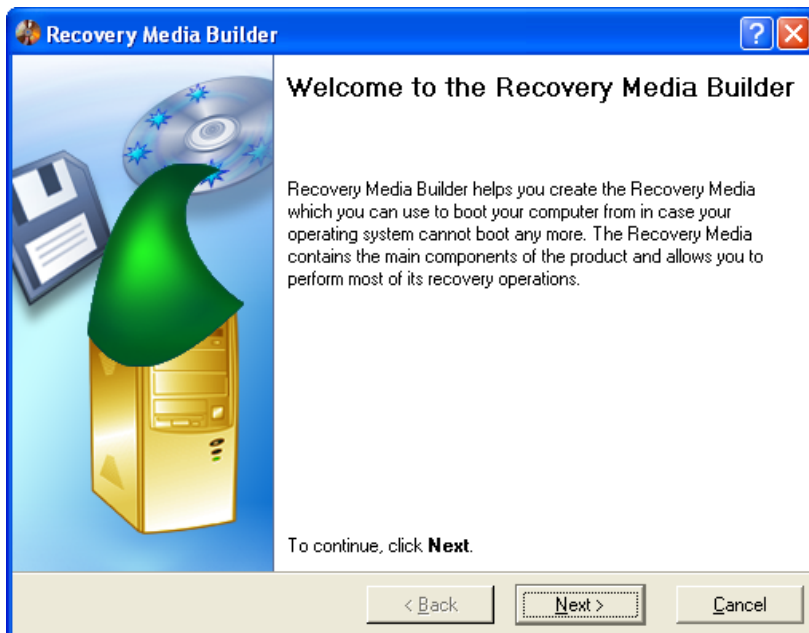 Recovery Media Builder
Welcome to the Recovery Media Builder
Recovery Media Builder helps you create the Recovery Media
which you can use to boot your computer from in case your
operating system cannot boot any more. The Recovery Media
contains the main components of the product and allows you to
perform most of its recovery operations.
To continue, click Next.
< Back
Next >
Cancel